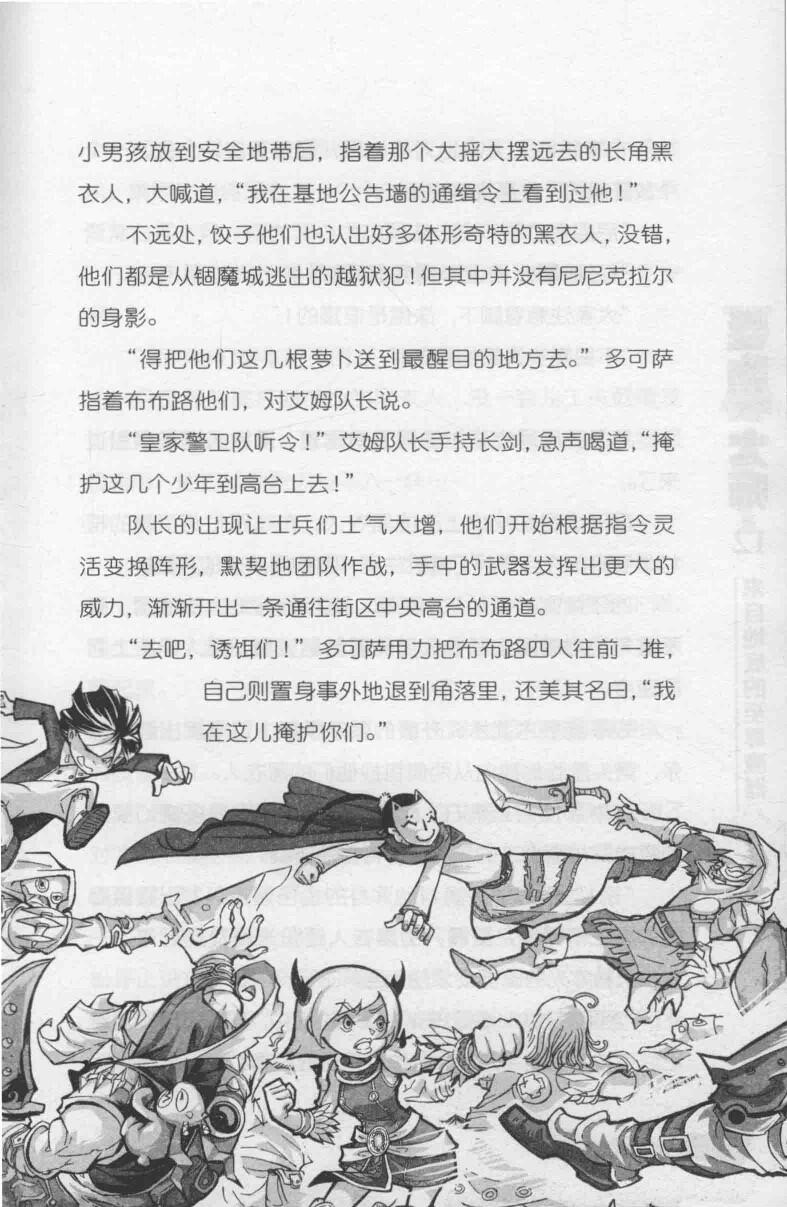 小男孩放到安全地带后，指着那个大摇大摆远去的长角黑
衣人，大喊道，“我在基地公告墙的通缉令上看到过他！”
不远处，饺子他们也认出好多体形奇特的黑衣人，没错，
他们都是从锢魔城逃出的越狱犯！但其中并没有尼尼克拉尔
的身影。
“得把他们这几根萝卜送到最醒目的地方去。”多可萨
指着布布路他们，对艾姆队长说。
“皇家警卫队听令！”艾姆队长手持长剑，急声喝道，“掩
护这几个少年到高台上去！”
队长的出现让士兵们士气大增，他们开始根据指令灵
活变换阵形，默契地团队作战，手中的武器发挥出更大的
威力，渐渐开出一条通往街区中央高台的通道。
“去吧，诱饵们！”多可萨用力把布布路四人往前一推，
自己则置身事外地退到角落里，还美其名曰，“我
在这儿掩护你们。”